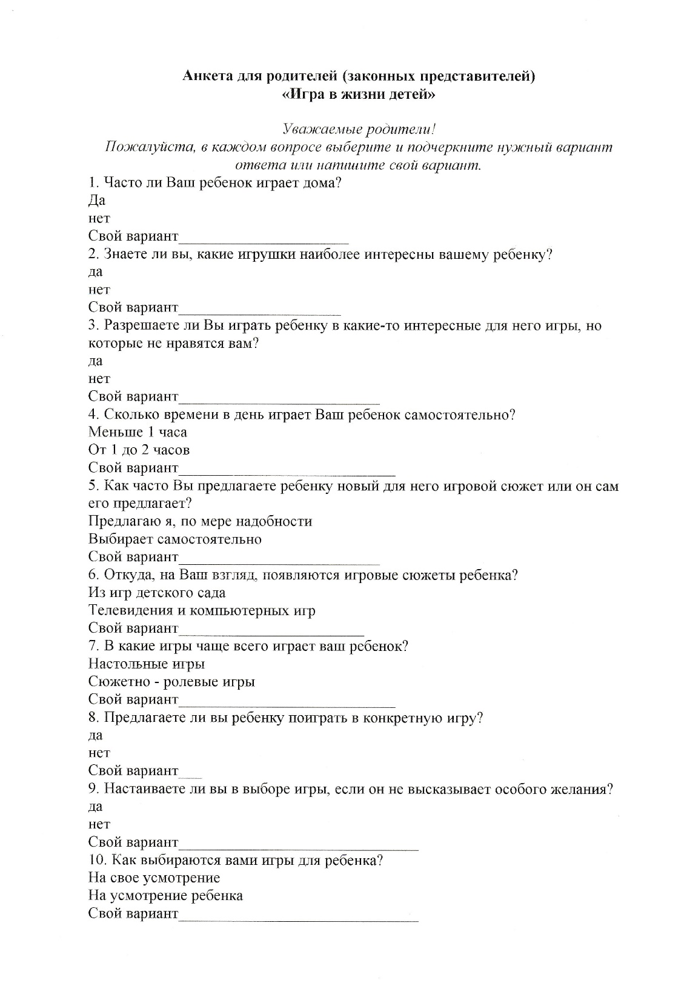 Анкета для родителей (законных представителей)
«Игра в жизни детей»
Уважаемые родители!
Пожалуйста, в каждом вопросе выберите и подчеркните нужный вариант
ответа или напишите свой вариант.
1. Часто ли Ваш ребенок играет дома?
Да
нет
Свой вариант______________________
2. Знаете ли вы, какие игрушки наиболее интересны вашему ребенку?
да
нет
Свой вариант_____________________
3. Разрешаете ли Вы играть ребенку в какие-то интересные для него игры, но
которые не нравятся вам?
да
нет
Свой вариант__________________________
4. Сколько времени в день играет Ваш ребенок самостоятельно?
Меньше 1 часа
От 1 до 2 часов
Свой вариант____________________________
5. Как часто Вы предлагаете ребенку новый для него игровой сюжет или он сам
его предлагает?
Предлагаю я, по мере надобности
Выбирает самостоятельно
Свой вариант__________________________
6. Откуда, на Ваш взгляд, появляются игровые сюжеты ребенка?
Из игр детского сада
Телевидения и компьютерных игр
Свой вариант________________________
7. В какие игры чаще всего играет ваш ребенок?
Настольные игры
Сюжетно - ролевые игры
Свой вариант____________________________
8. Предлагаете ли вы ребенку поиграть в конкретную игру?
да
нет
Свой вариант___
9. Настаиваете ли вы в выборе игры, если он не высказывает особого желания?
да
нет
Свой вариант_______________________________
10. Как выбираются вами игры для ребенка?
На свое усмотрение
На усмотрение ребенка
Свой вариант_______________________________